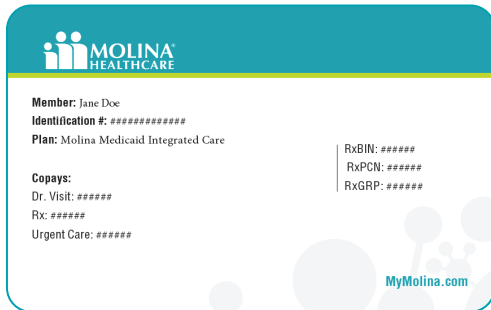 MOLINA®
HEALTHCARE
Member: Jane Doe
Identification #: #############
Plan: Molina Medicaid Integrated Care
Copays:
Dr. Visit: ######
Rx: ######
Urgent Care: ######
RxBIN: ######
RxPCN: ######
RxGRP: ######
MyMolina.com